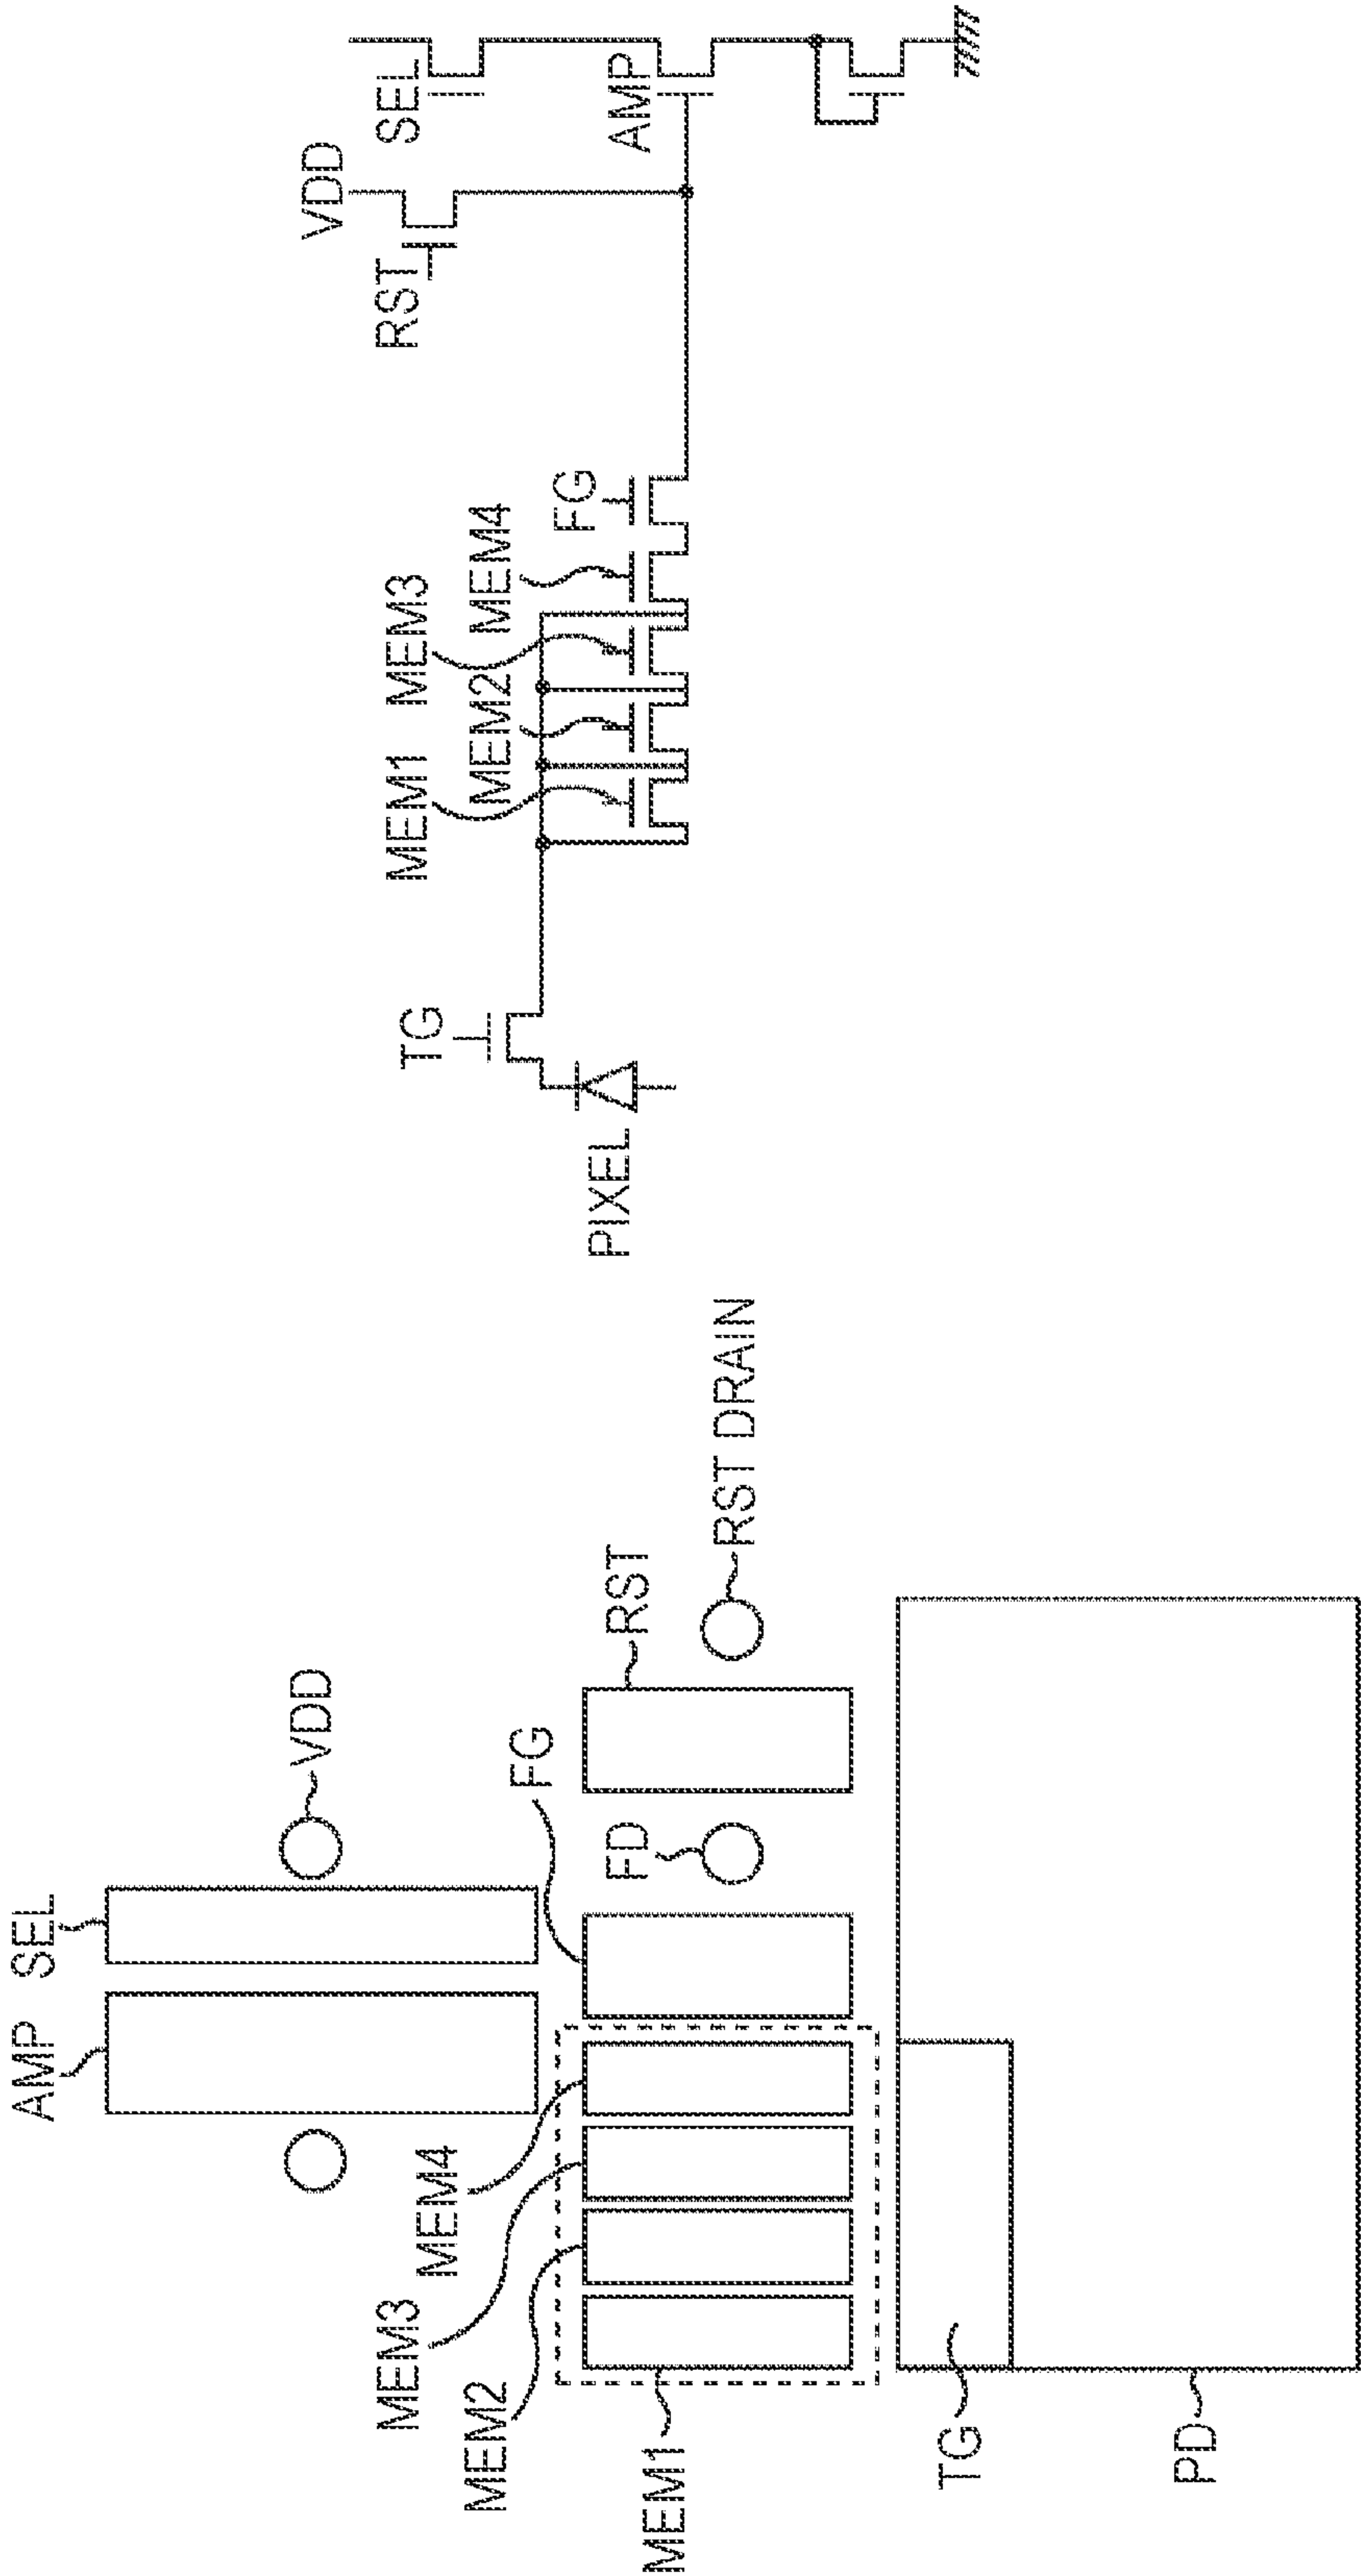 AMP
SEL
VDD
MEM4
MEM3
MEM2
MEM1
FG
FD
RST
RST DRAIN
TG
PD
VDD
SEL
RST
AMP
TG
MEM1
MEM3
MEM2
MEM4
FG
PIXEL